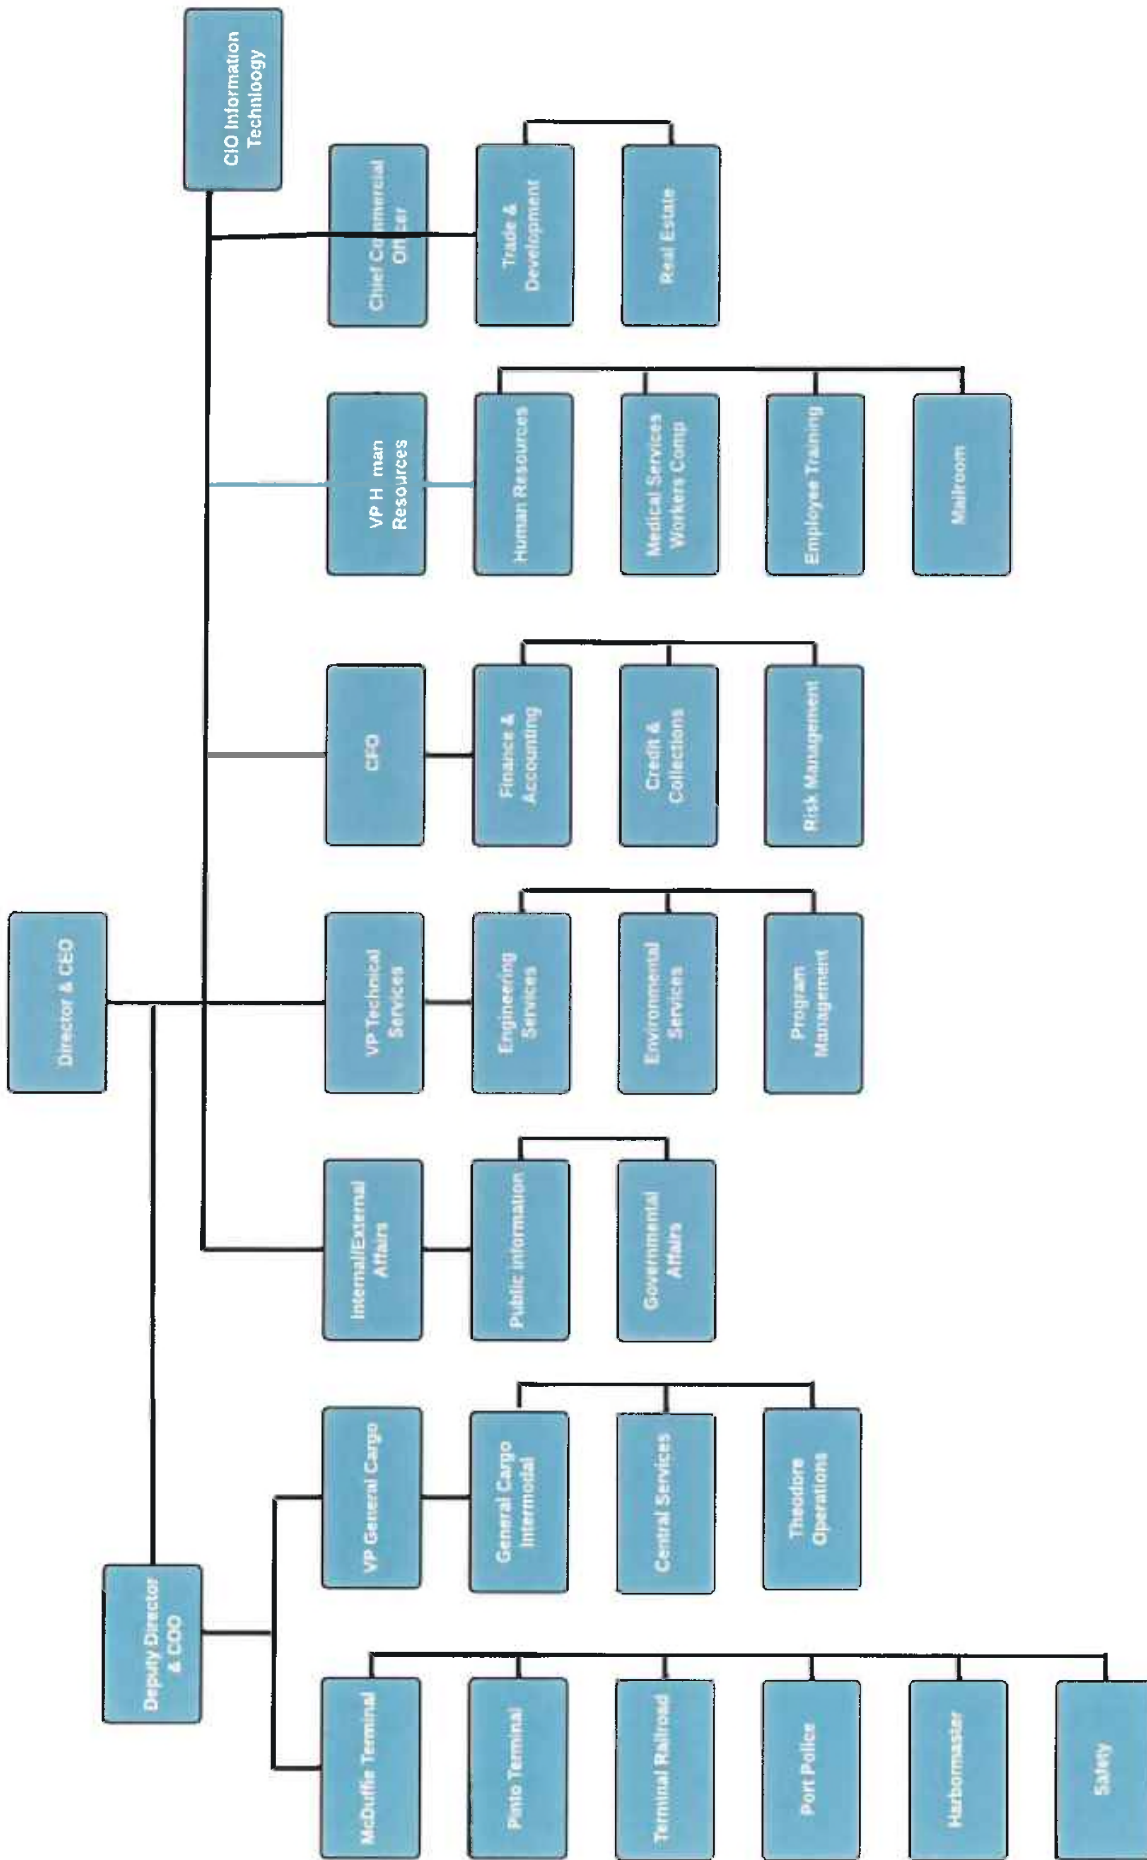 Director & CEO
Deputy Director
& COO
CIO Information
Technloogy
McDuffie Terminal
Pinto Terminal
Terminal Railroad
Port Police
Harbormaster
Safety
VP General Cargo
General Cargo
Intermodal
Central Services
Theodore
Operations
Internal/External
Affairs
Public information
Governmental
Affairs
VP Technical
Services
Engineering
Services
Environmental
Services
Program
Management
CFO
Finance &
Accounting
Credit &
Collections
Risk Management
VP H man
Resources
Human Resources
Medical Services
Workers Comp
Employee Training
Mailroom
Chief Commercial
Officer
Trade &
Development
Real Estate